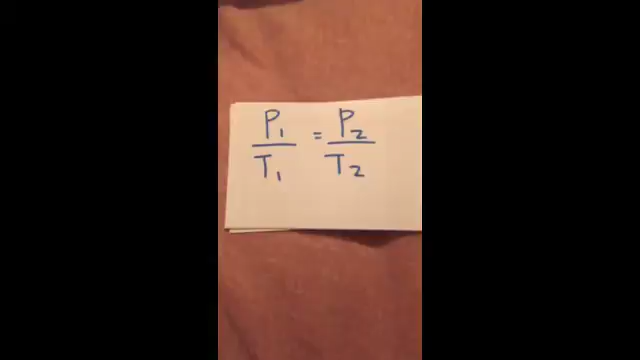 P₁ = P₂
T₁ T₂